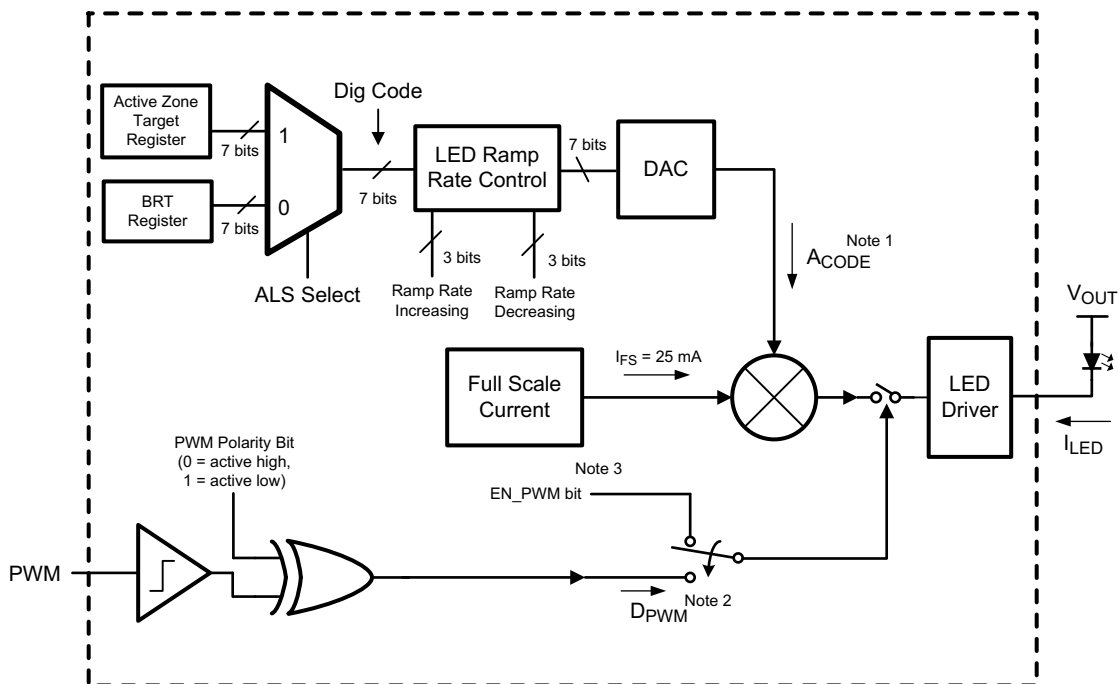 Active Zone
Target
Register
7 bits
1
BRT
Register
7 bits
0
ALS Select
Dig Code
7 bits
LED Ramp
Rate Control
3 bits
3 bits
Ramp Rate
Increasing
Ramp Rate
Decreasing
7 bits
DAC
ACODE Note 1
Full Scale
Current
IFS = 25 mA
LED
Driver
VOUT
ILED
PWM Polarity Bit
(0 = active high,
1 = active low)
PWM
Note 3
EN_PWM bit
DPWM Note 2